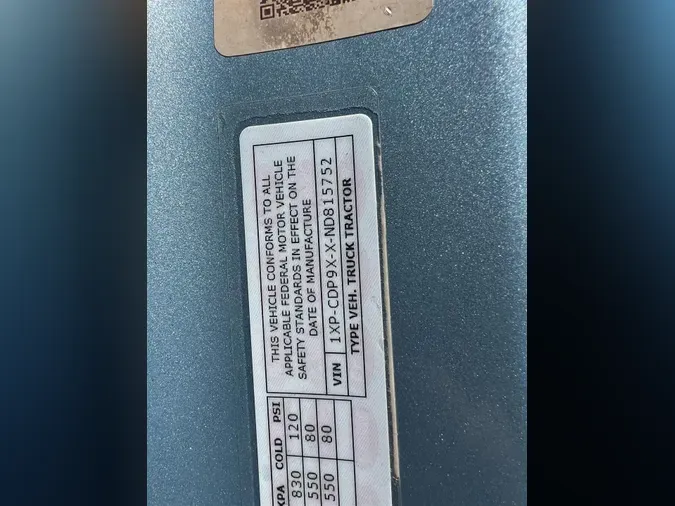 THIS VEHICLE CONFORMS TO ALL
APPLICABLE FEDERAL MOTOR VEHICLE
SAFETY STANDARDS IN EFFECT ON THE
DATE OF MANUFACTURE
VIN 1XP-CDP9X-X-ND815752
TYPE VEH. TRUCK TRACTOR
KPA COLD PSI
830 120
550 80
550 80